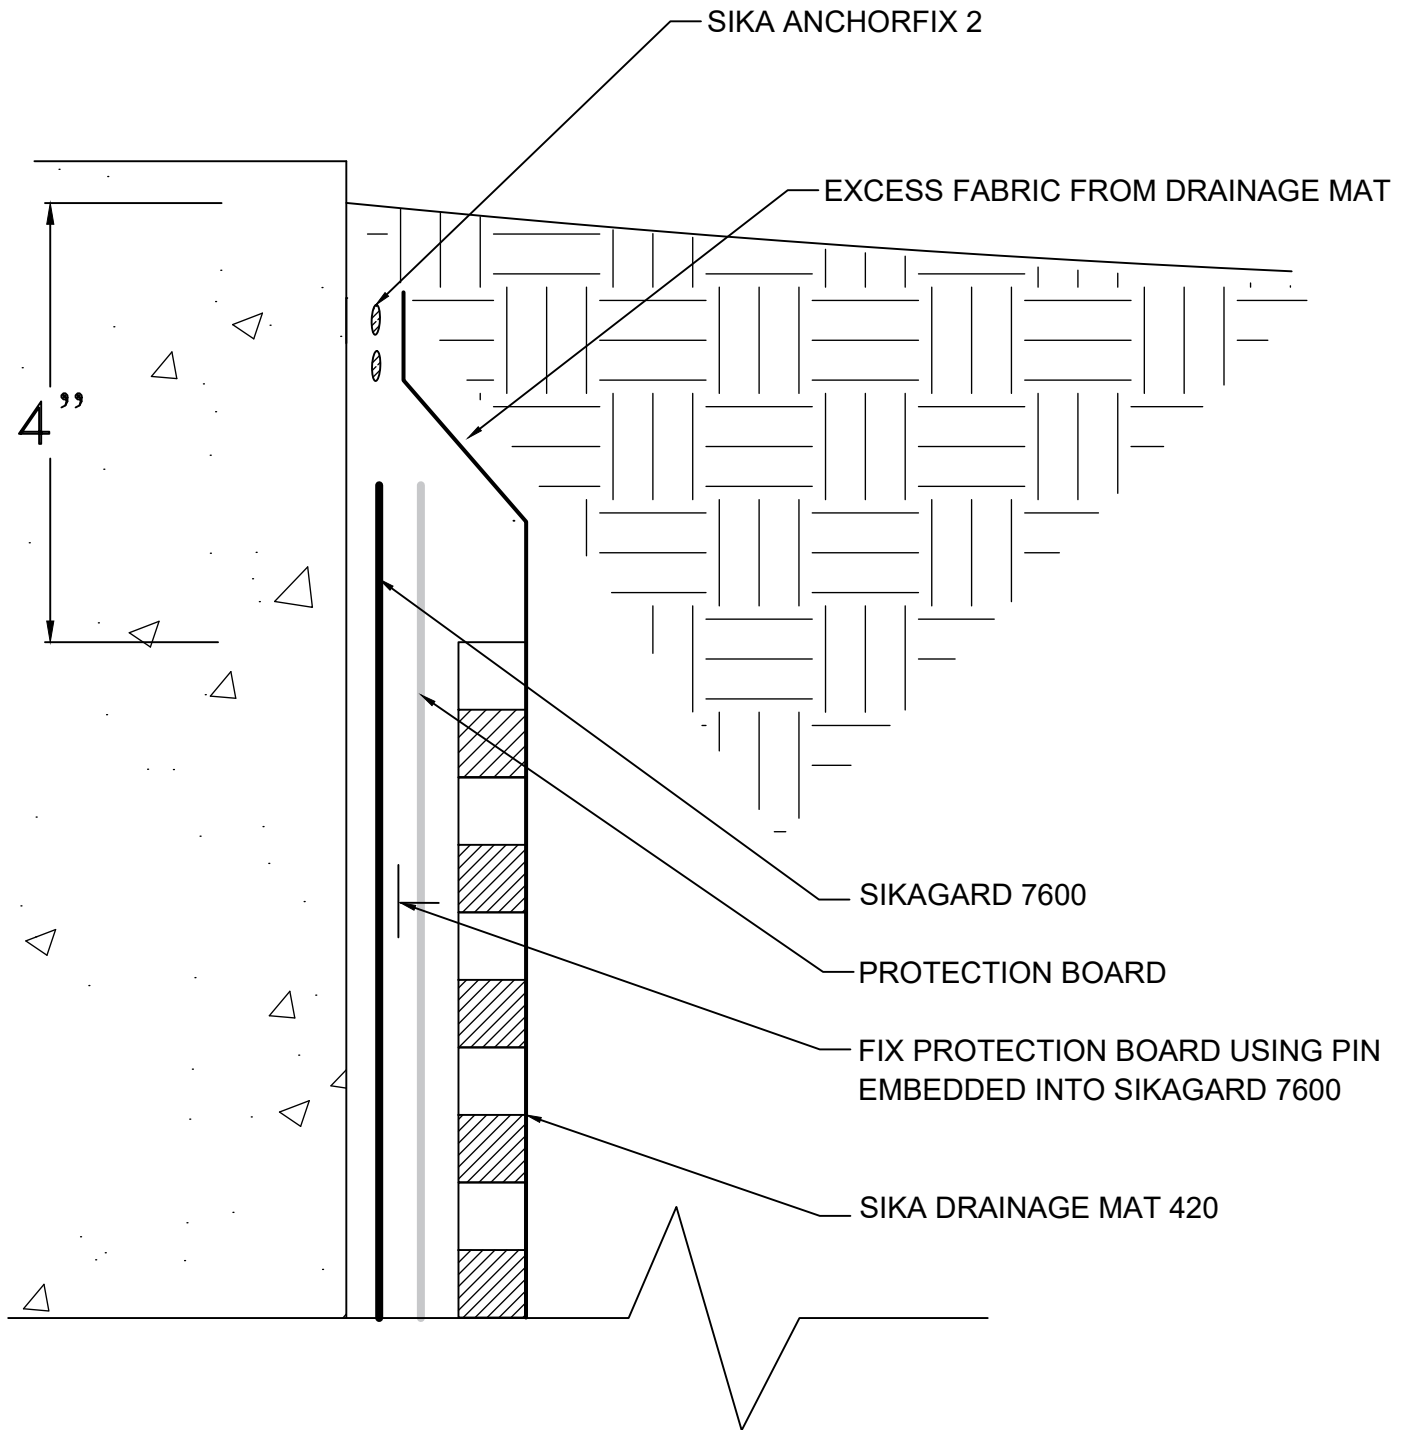 SIKA ANCHORFIX 2
EXCESS FABRIC FROM DRAINAGE MAT
4”
SIKAGARD 7600
PROTECTION BOARD
FIX PROTECTION BOARD USING PIN
EMBEDDED INTO SIKAGARD 7600
SIKA DRAINAGE MAT 420